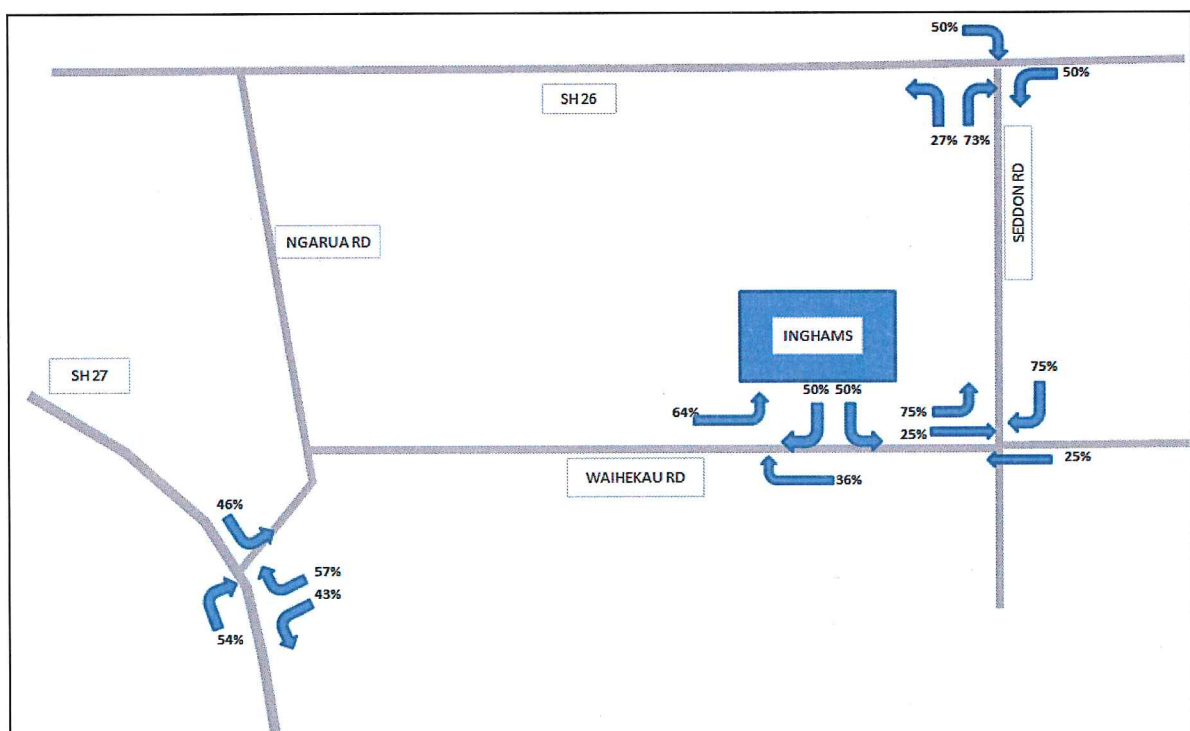 50%
50%
SH 26
27% 73%
SEDDON RD
NGARUA RD
INGHAMS
SH 27
75%
50% 50%
64%
75%
25%
25%
WAIHEKAU RD
36%
46%
57%
43%
54%